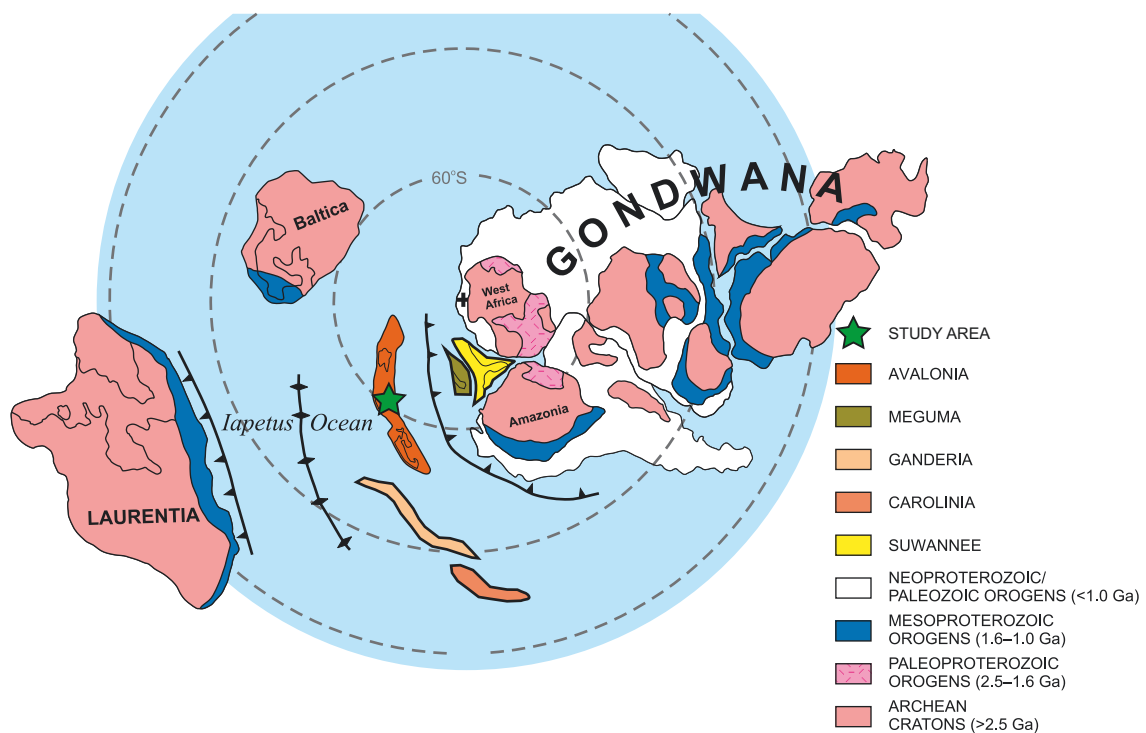 GONDWANA
60°S
Baltica
West
Africa
Iapetus Ocean
Amazonia
LAURENTIA
STUDY AREA
AVALONIA
MEGUMA
GANDERIA
CAROLINIA
SUWANNEE
NEOPROTEROZOIC/
PALEOZOIC OROGENS (<1.0 Ga)
MESOPROTEROZOIC
OROGENS (1.6–1.0 Ga)
PALEOPROTEROZOIC
OROGENS (2.5–1.6 Ga)
ARCHEAN
CRATONS (>2.5 Ga)